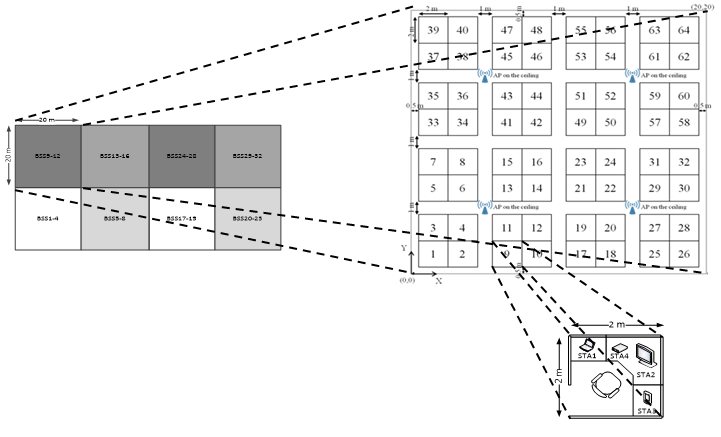 20 m
20 m
BSS9-12
BSS13-16
BSS24-28
BSS29-32
BSS1-4
BSS5-8
BSS17-19
BSS20-23
(20,20)
2 m
1 m
0.5 m
1 m
1 m
39 40 47 48 55 56 63 64
37 38 45 46 53 54 61 62
1 m
AP on the ceiling
AP on the ceiling
35 36 43 44 51 52 59 60
0.5 m
0.5 m
33 34 41 42 49 50 57 58
1 m
7 8 15 16 23 24 31 32
5 6 13 14 21 22 29 30
1 m
AP on the ceiling
AP on the ceiling
3 4 11 12 19 20 27 28
Y
1 2 9 10 17 18 25 26
(0,0)
X
2 m
2 m
STA1
STA4
STA2
STA3